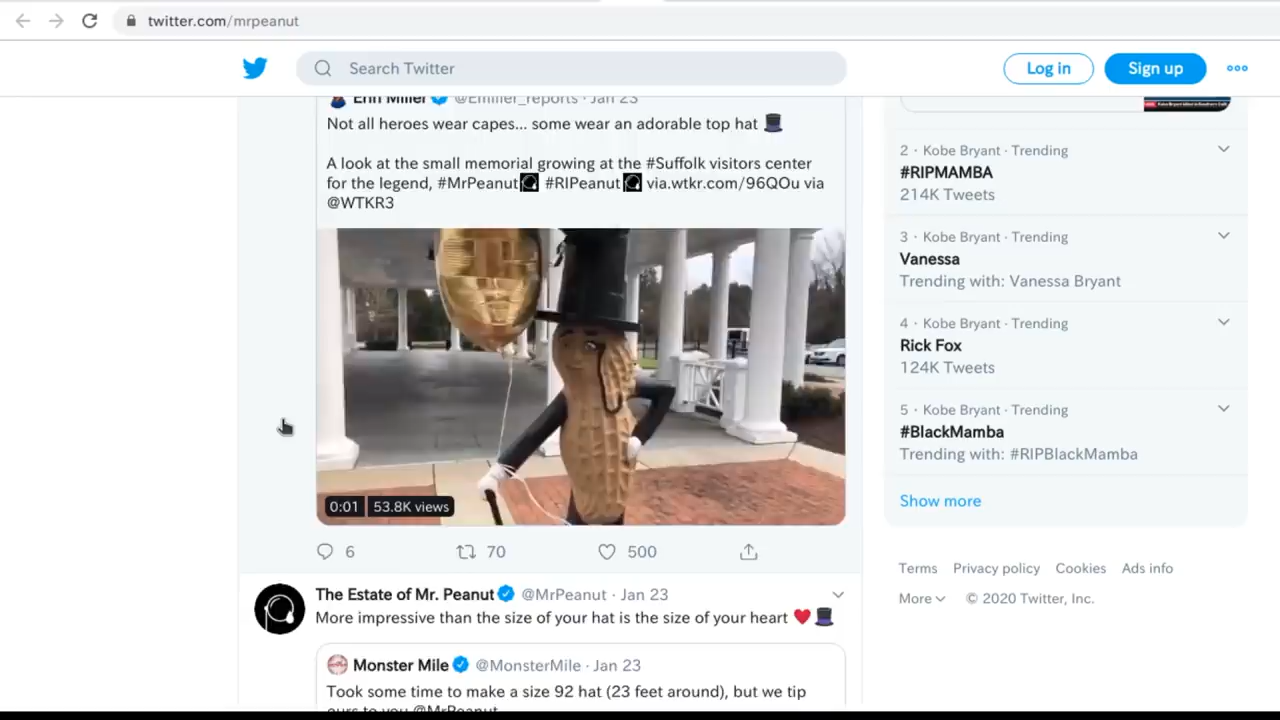 twitter.com/mrpeanut
Search Twitter
Log in
Sign up
Erin Miller @Emiller_reports · Jan 23
Not all heroes wear capes... some wear an adorable top hat 🎩
A look at the small memorial growing at the #Suffolk visitors center
for the legend, #MrPeanut #RIPeanut via.wtkr.com/96QOu via
@WTKR3
0:01 53.8K views
6 70 500
The Estate of Mr. Peanut @MrPeanut · Jan 23
More impressive than the size of your hat is the size of your heart ❤️🎩
Monster Mile @MonsterMile · Jan 23
Took some time to make a size 92 hat (23 feet around), but we tip
ours to you @MrPeanut
2 · Kobe Bryant · Trending
#RIPMAMBA
214K Tweets
3 · Kobe Bryant · Trending
Vanessa
Trending with: Vanessa Bryant
4 · Kobe Bryant · Trending
Rick Fox
124K Tweets
5 · Kobe Bryant · Trending
#BlackMamba
Trending with: #RIPBlackMamba
Show more
Terms Privacy policy Cookies Ads info
More © 2020 Twitter, Inc.